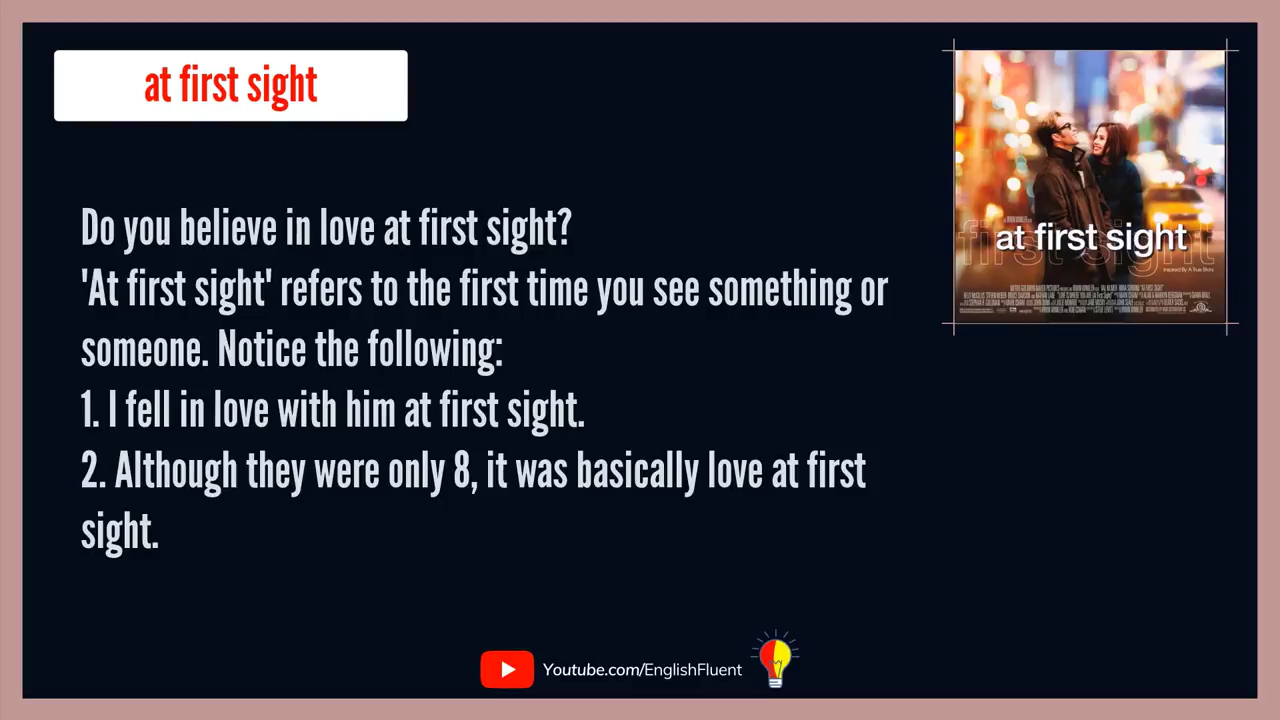 at first sight
Do you believe in love at first sight?
'At first sight' refers to the first time you see something or
someone. Notice the following:
1. I fell in love with him at first sight.
2. Although they were only 8, it was basically love at first
sight.
first sight
at first sight
Inspired By A True Story
Youtube.com/EnglishFluent